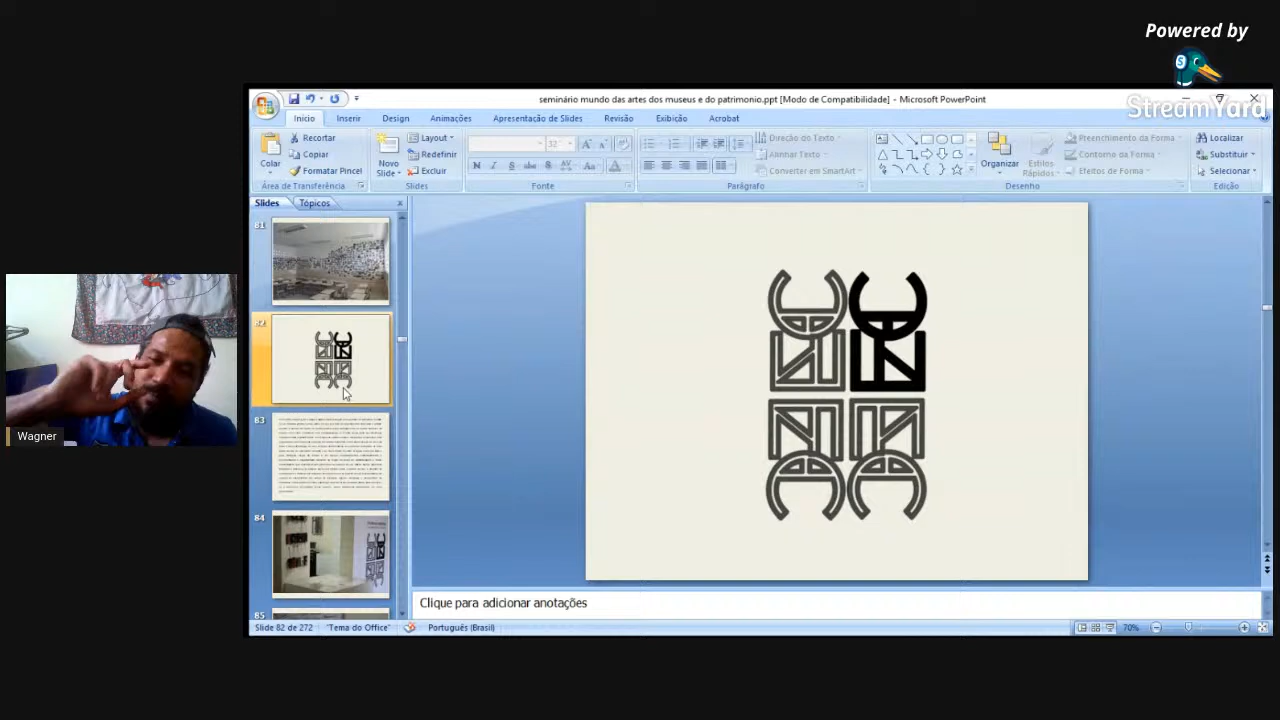 Powered by
StreamYard
seminário mundo das artes dos museus e do patrimonio.ppt [Modo de Compatibilidade] - Microsoft PowerPoint
Início Inserir Design Animações Apresentação de Slides Revisão Exibição Acrobat
Colar
Recortar
Copiar
Formatar Pincel
Área de Transferência
Novo Slide
Layout
Redefinir
Excluir
Slides
32
Fonte
Direção do Texto
Alinhar Texto
Converter em SmartArt
Parágrafo
Organizar
Estilos Rápidos
Preenchimento da Forma
Contorno da Forma
Efeitos de Forma
Desenho
Localizar
Substituir
Selecionar
Edição
Slides Tópicos
81
82
83
84
85
Wagner
Clique para adicionar anotações
Slide 82 de 272 "Tema do Office" Português (Brasil) 70%